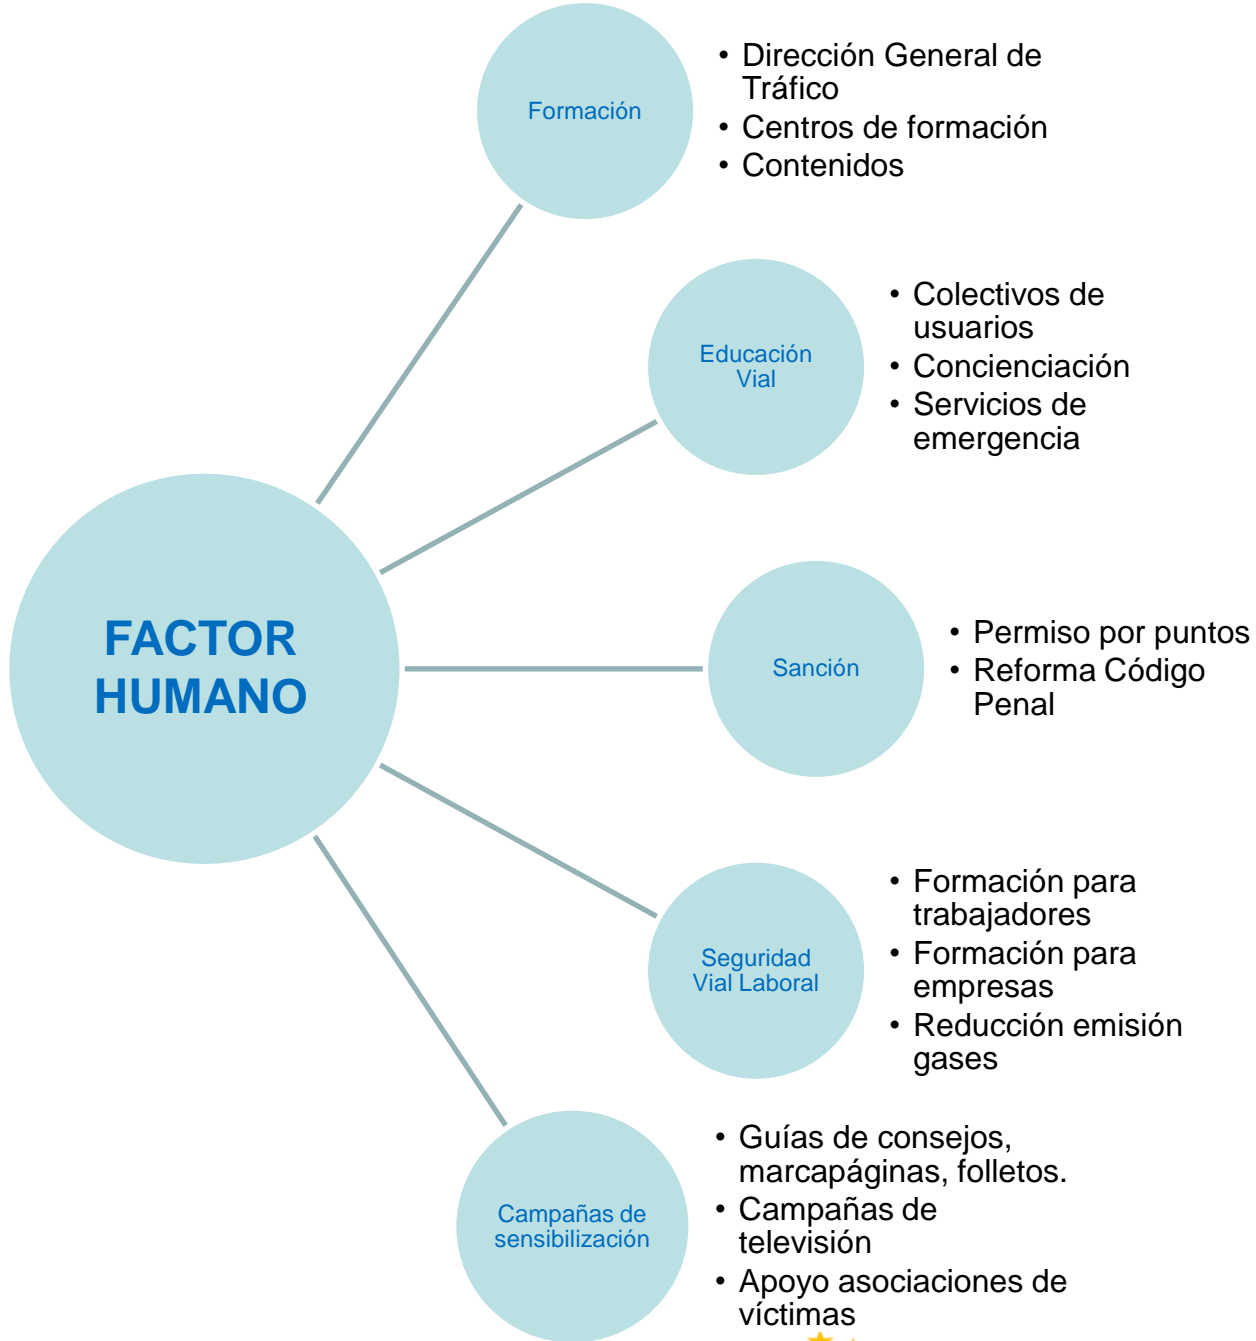 Formación
• Dirección General de
Tráfico
• Centros de formación
• Contenidos
Educación
Vial
• Colectivos de
usuarios
• Concienciación
• Servicios de
emergencia
FACTOR
HUMANO
Sanción
• Permiso por puntos
• Reforma Código
Penal
Seguridad
Vial Laboral
• Formación para
trabajadores
• Formación para
empresas
• Reducción emisión
gases
Campañas de
sensibilización
• Guías de consejos,
marcapáginas, folletos.
• Campañas de
televisión
• Apoyo asociaciones de
víctimas